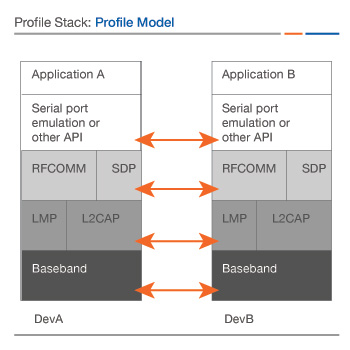 Profile Stack: Profile Model
Application A
Serial port
emulation or
other API
RFCOMM
SDP
LMP
L2CAP
Baseband
DevA
Application B
Serial port
emulation or
other API
RFCOMM
SDP
LMP
L2CAP
Baseband
DevB